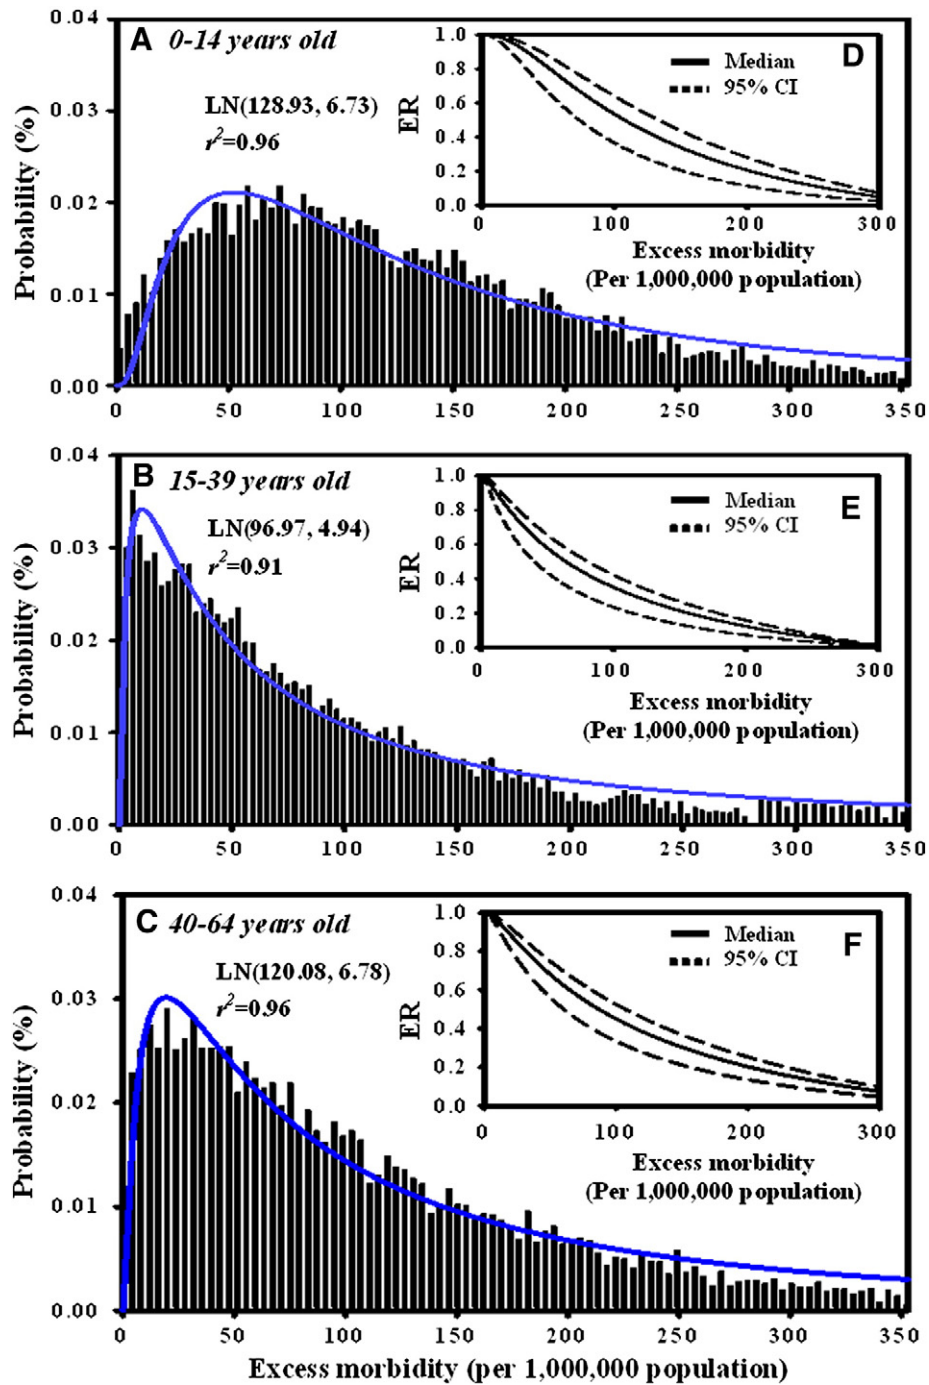 A 0-14 years old
LN(128.93, 6.73)
r²=0.96
Probability (%)
0.04
0.03
0.02
0.01
0.00
0 50 100 150 200 250 300 350
D
Median
95% CI
ER
1.0
0.8
0.6
0.4
0.2
0.0
0 100 200 300
Excess morbidity
(Per 1,000,000 population)
B 15-39 years old
LN(96.97, 4.94)
r²=0.91
Probability (%)
0.04
0.03
0.02
0.01
0.00
0 50 100 150 200 250 300 350
E
Median
95% CI
ER
1.0
0.8
0.6
0.4
0.2
0.0
0 100 200 300
Excess morbidity
(Per 1,000,000 population)
C 40-64 years old
LN(120.08, 6.78)
r²=0.96
Probability (%)
0.04
0.03
0.02
0.01
0.00
0 50 100 150 200 250 300 350
F
Median
95% CI
ER
1.0
0.8
0.6
0.4
0.2
0.0
0 100 200 300
Excess morbidity
(Per 1,000,000 population)
Excess morbidity (per 1,000,000 population)